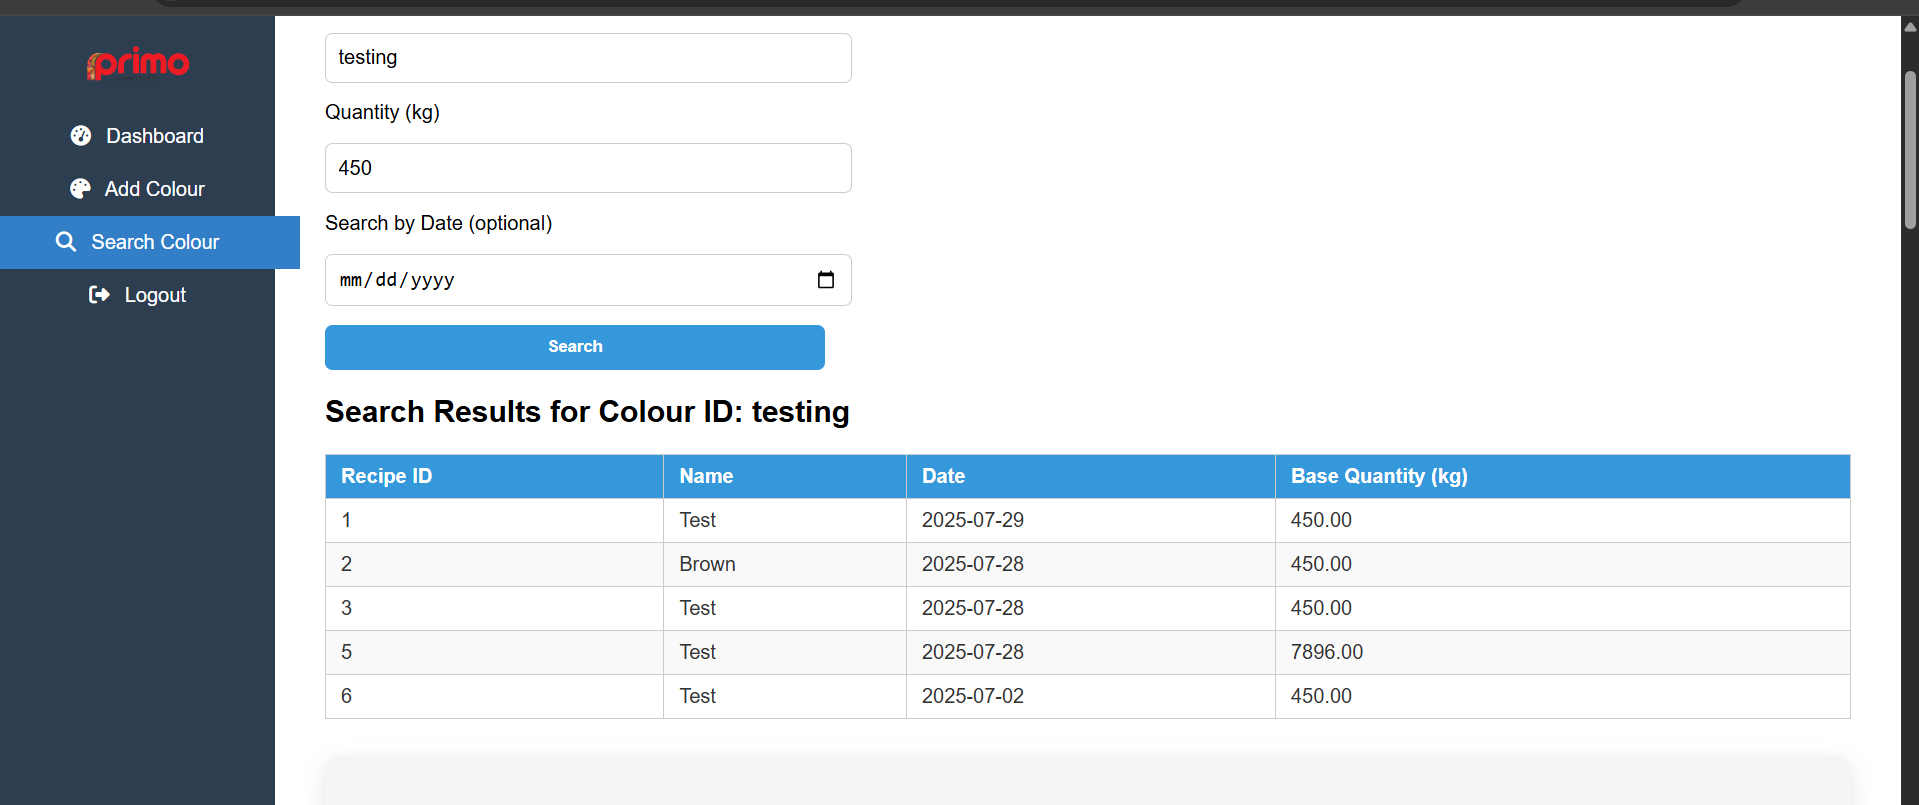 primo
Dashboard
Add Colour
Search Colour
Logout
testing
Quantity (kg)
450
Search by Date (optional)
mm/dd/yyyy
Search
Search Results for Colour ID: testing
Recipe ID Name Date Base Quantity (kg)
1 Test 2025-07-29 450.00
2 Brown 2025-07-28 450.00
3 Test 2025-07-28 450.00
5 Test 2025-07-28 7896.00
6 Test 2025-07-02 450.00